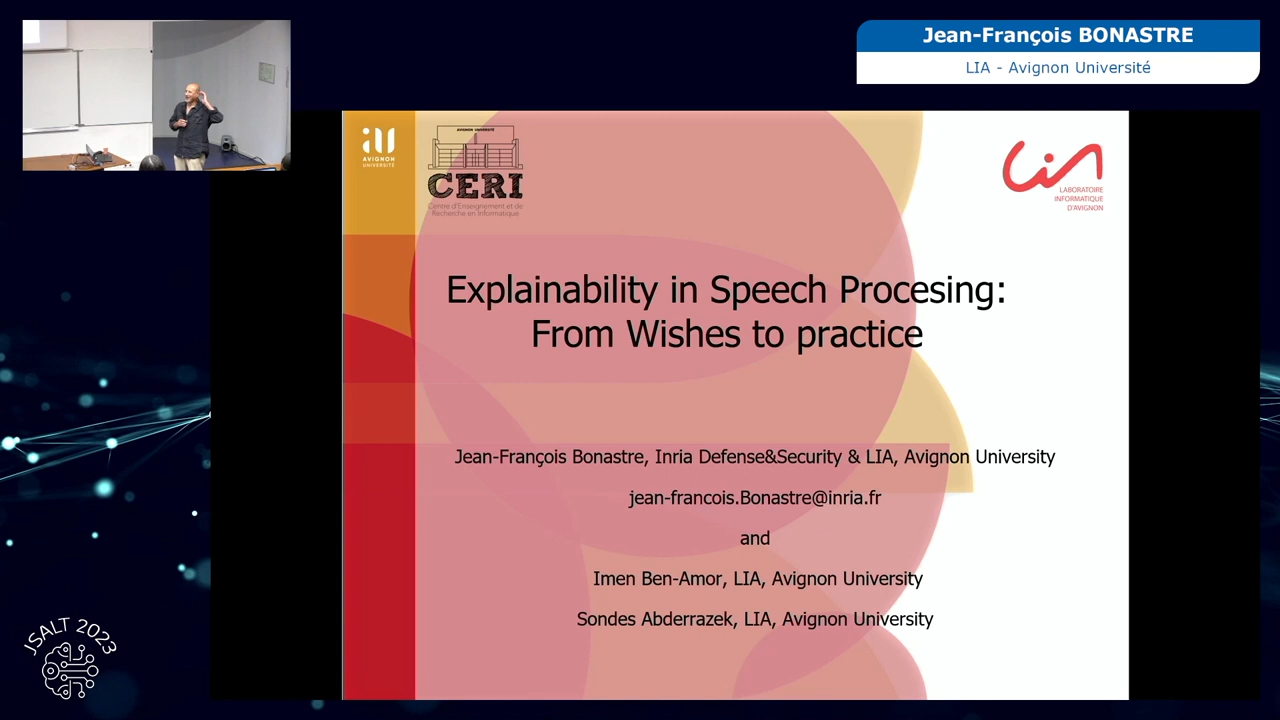 Jean-François BONASTRE
LIA - Avignon Université
AVIGNON
UNIVERSITÉ
AVIGNON UNIVERSITÉ
CERI
Centre d'Enseignement et de
Recherche en Informatique
LiA
LABORATOIRE
INFORMATIQUE
D'AVIGNON
Explainability in Speech Procesing:
From Wishes to practice
Jean-François Bonastre, Inria Defense&Security & LIA, Avignon University
jean-francois.Bonastre@inria.fr
and
Imen Ben-Amor, LIA, Avignon University
Sondes Abderrazek, LIA, Avignon University
JSALT 2023